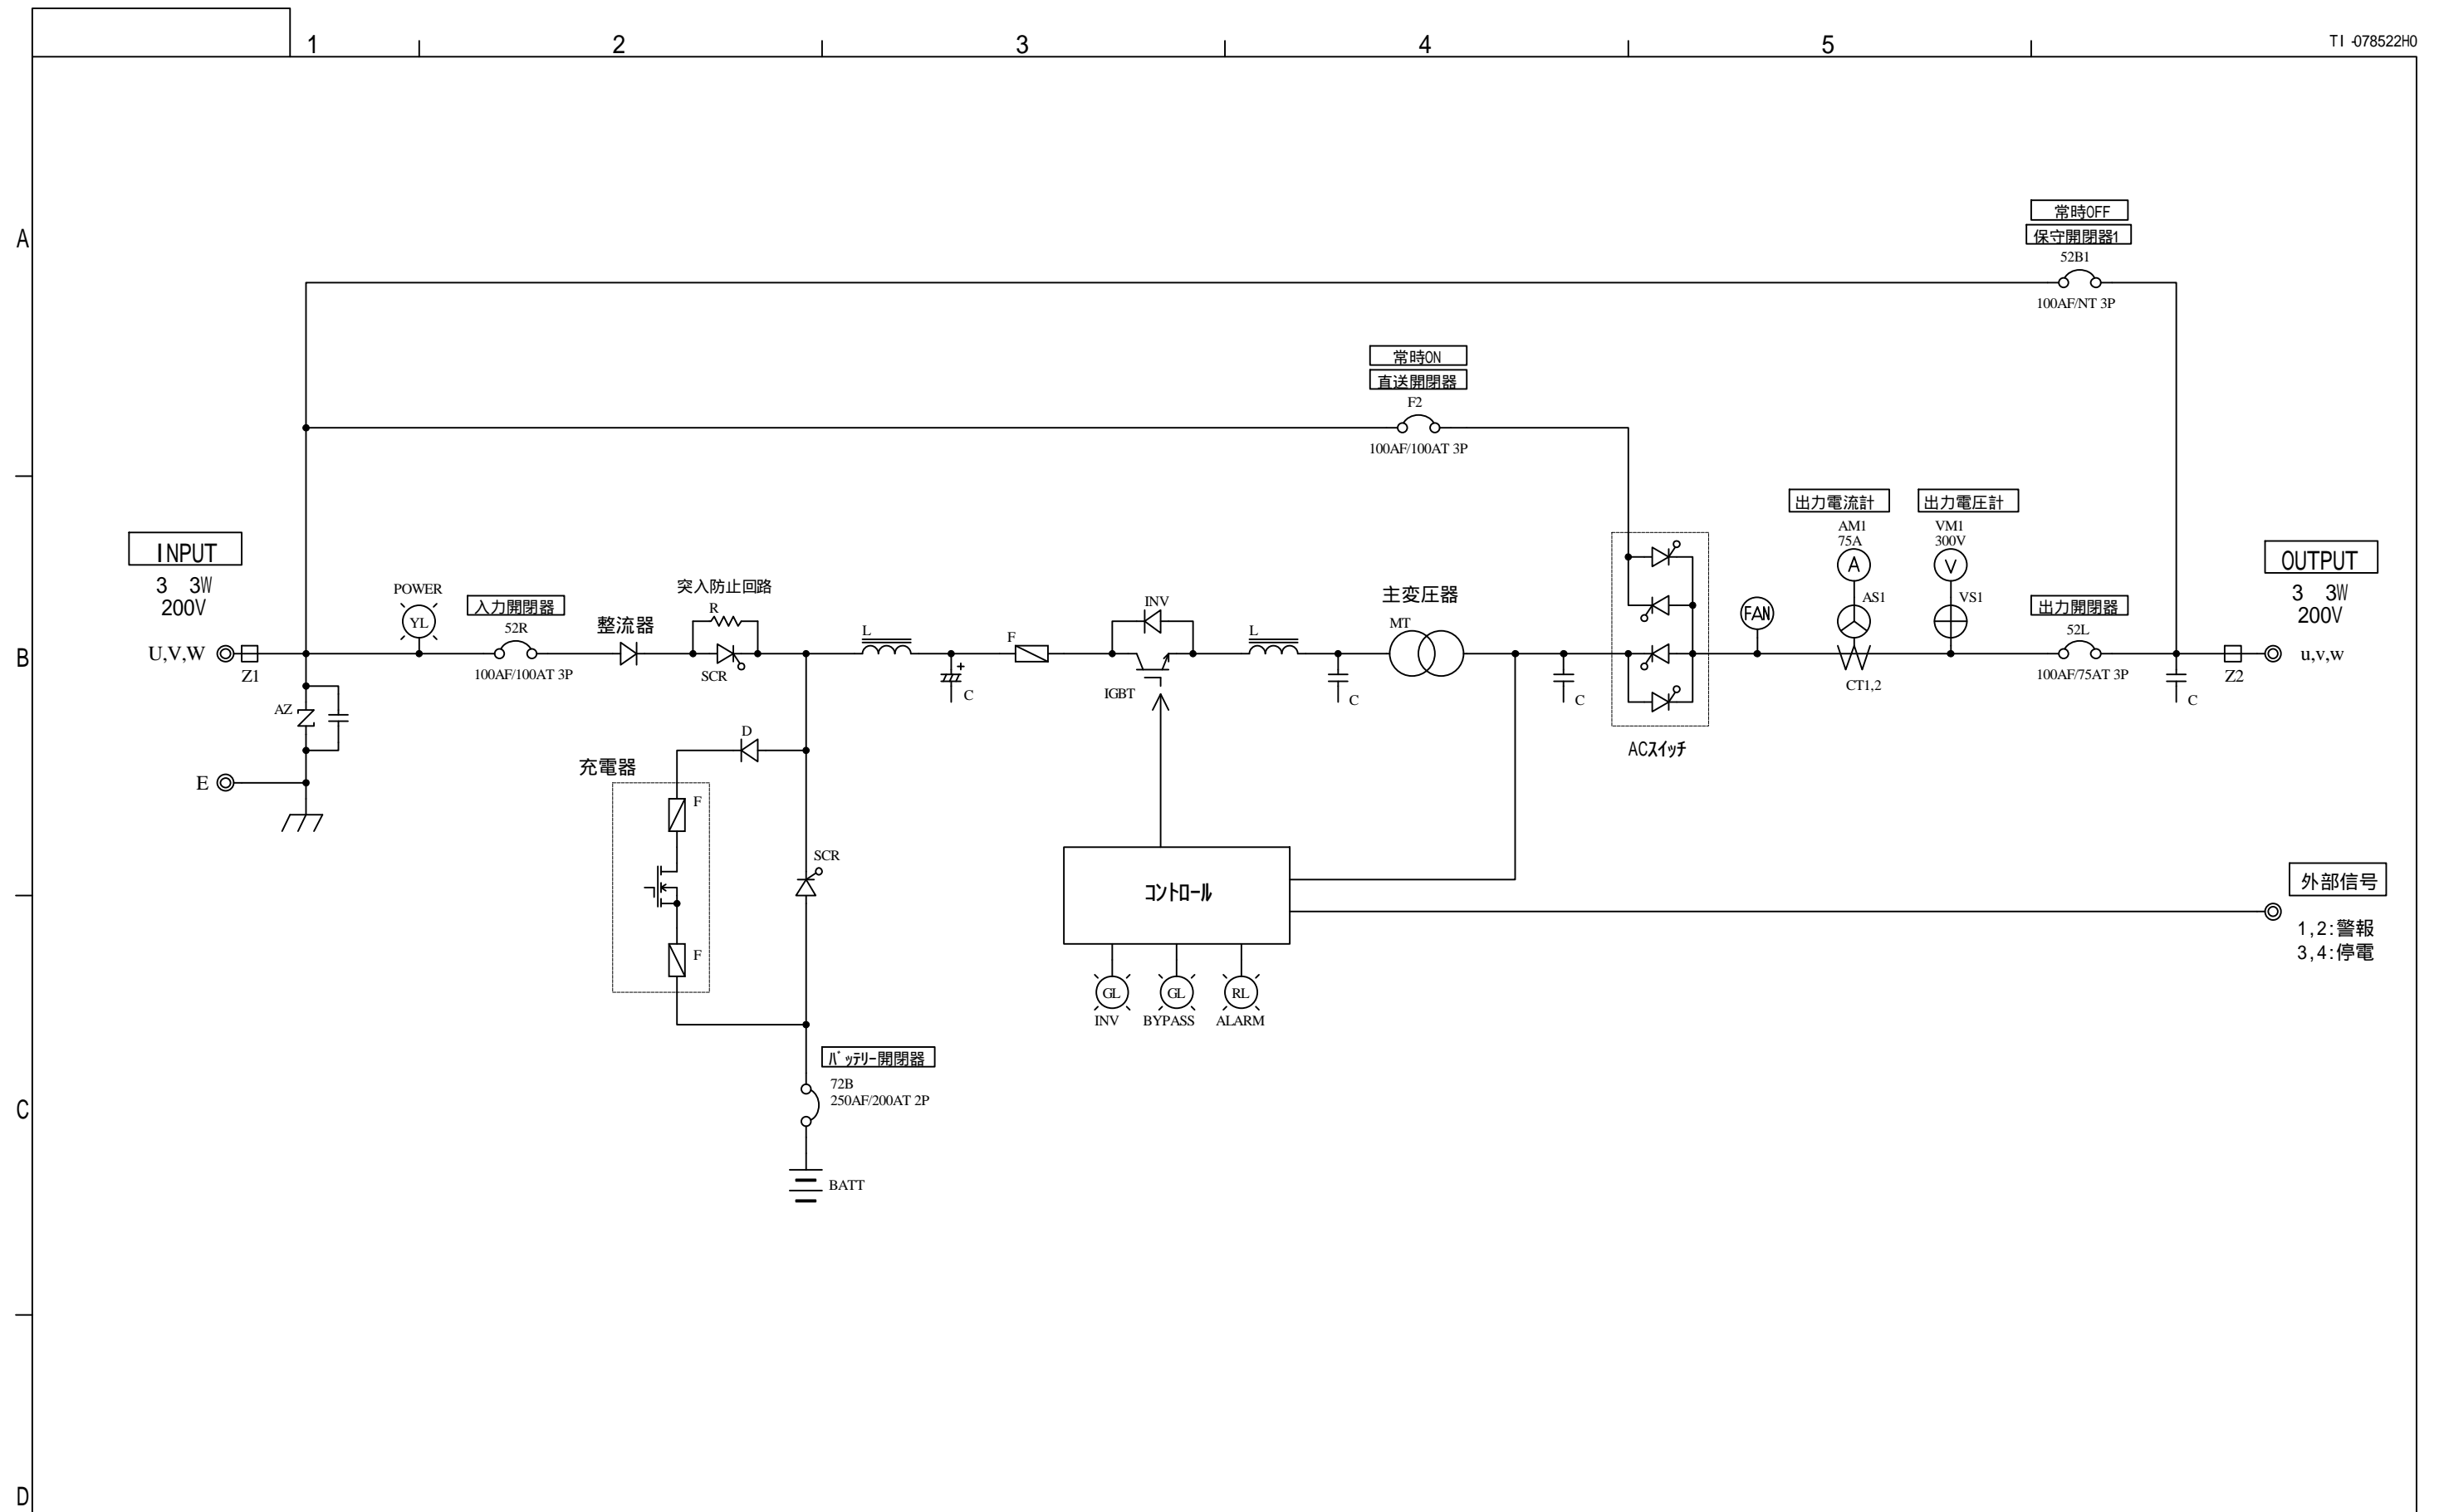 1
2
3
4
5
TI-078522H0
A
常時OFF
保守開閉器1
52B1
100AF/NT 3P
常時ON
直送開閉器
F2
100AF/100AT 3P
出力電流計
AM1
75A
A
AS1
CT1,2
出力電圧計
VM1
300V
V
VS1
B
INPUT
3 3W
200V
U,V,W
Z1
AZ
E
POWER
YL
入力開閉器
52R
100AF/100AT 3P
整流器
突入防止回路
R
SCR
L
+
C
F
INV
IGBT
L
C
主変圧器
MT
C
ACスイッチ
FAN
出力開閉器
52L
100AF/75AT 3P
C
OUTPUT
3 3W
200V
Z2
u,v,w
D
充電器
F
F
SCR
コントロール
GL
INV
GL
BYPASS
RL
ALARM
外部信号
1,2:警報
3,4:停電
C
バッテリー開閉器
72B
250AF/200AT 2P
BATT
D